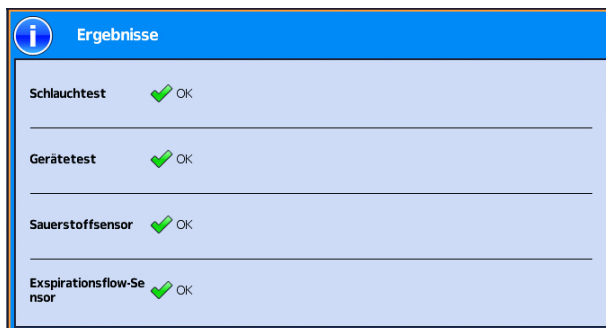 Ergebnisse
Schlauchtest OK
Gerätetest OK
Sauerstoffsensor OK
Exspirationsflow-Se
nsor OK